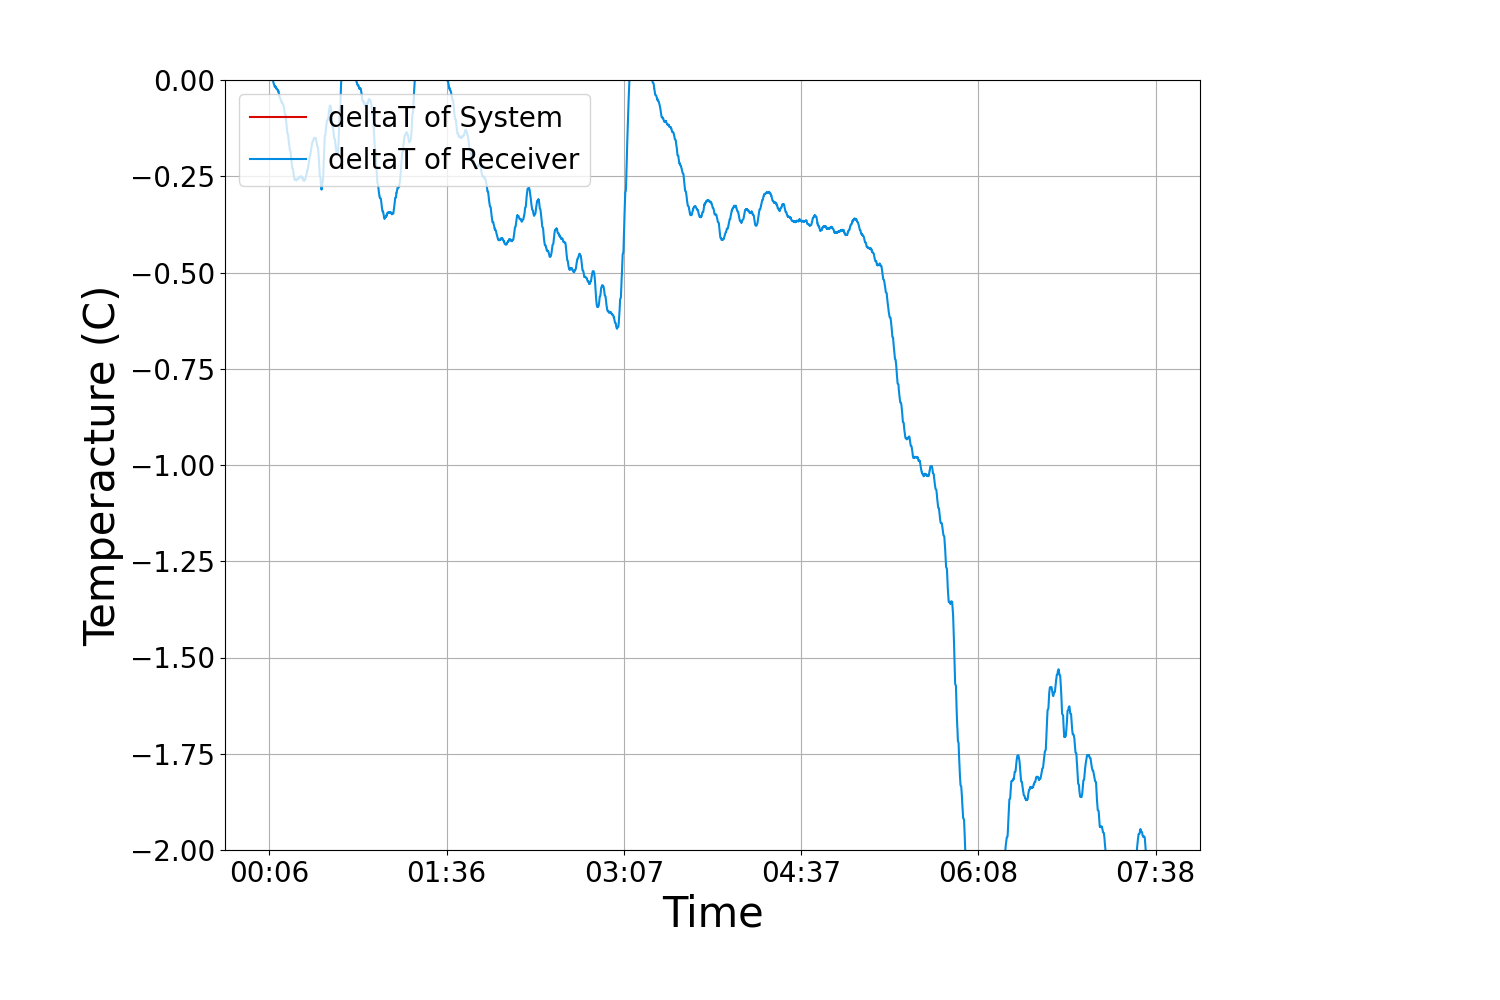 0.00
−0.25
−0.50
−0.75
−1.00
−1.25
−1.50
−1.75
−2.00
Temperacture (C)
deltaT of System
deltaT of Receiver
00:06 01:36 03:07 04:37 06:08 07:38
Time